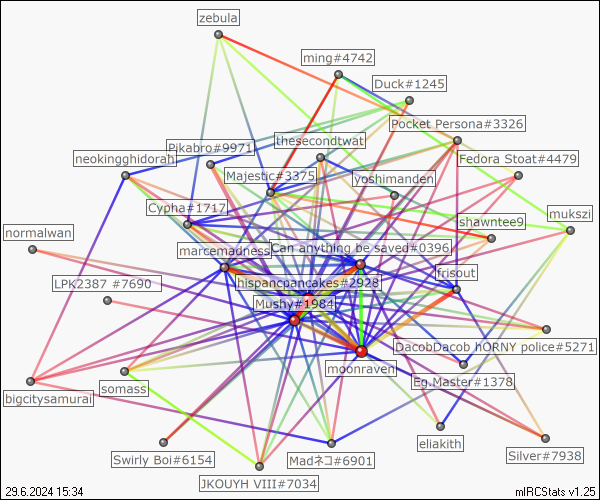 zebula
ming#4742
Duck#1245
Pocket Persona#3326
thesecondtwat
Pikabro#9971
neokingghidorah
Fedora Stoat#4479
Majestic#3375
yoshimanden
Cypha#1717
mukszi
shawntee9
normalwan
marcemadness
Can anything be saved#0396
frisout
LPK2387 #7690
hispancpancakes#2928
Mushy#1984
DacobDacob HORNY police#5271
moonraven
Eg.Master#1378
somass
bigcitysamurai
eliakith
Silver#7938
Swirly Boi#6154
Madネコ#6901
JKOUYH VIII#7034
29.6.2024 15:34
mIRCStats v1.25